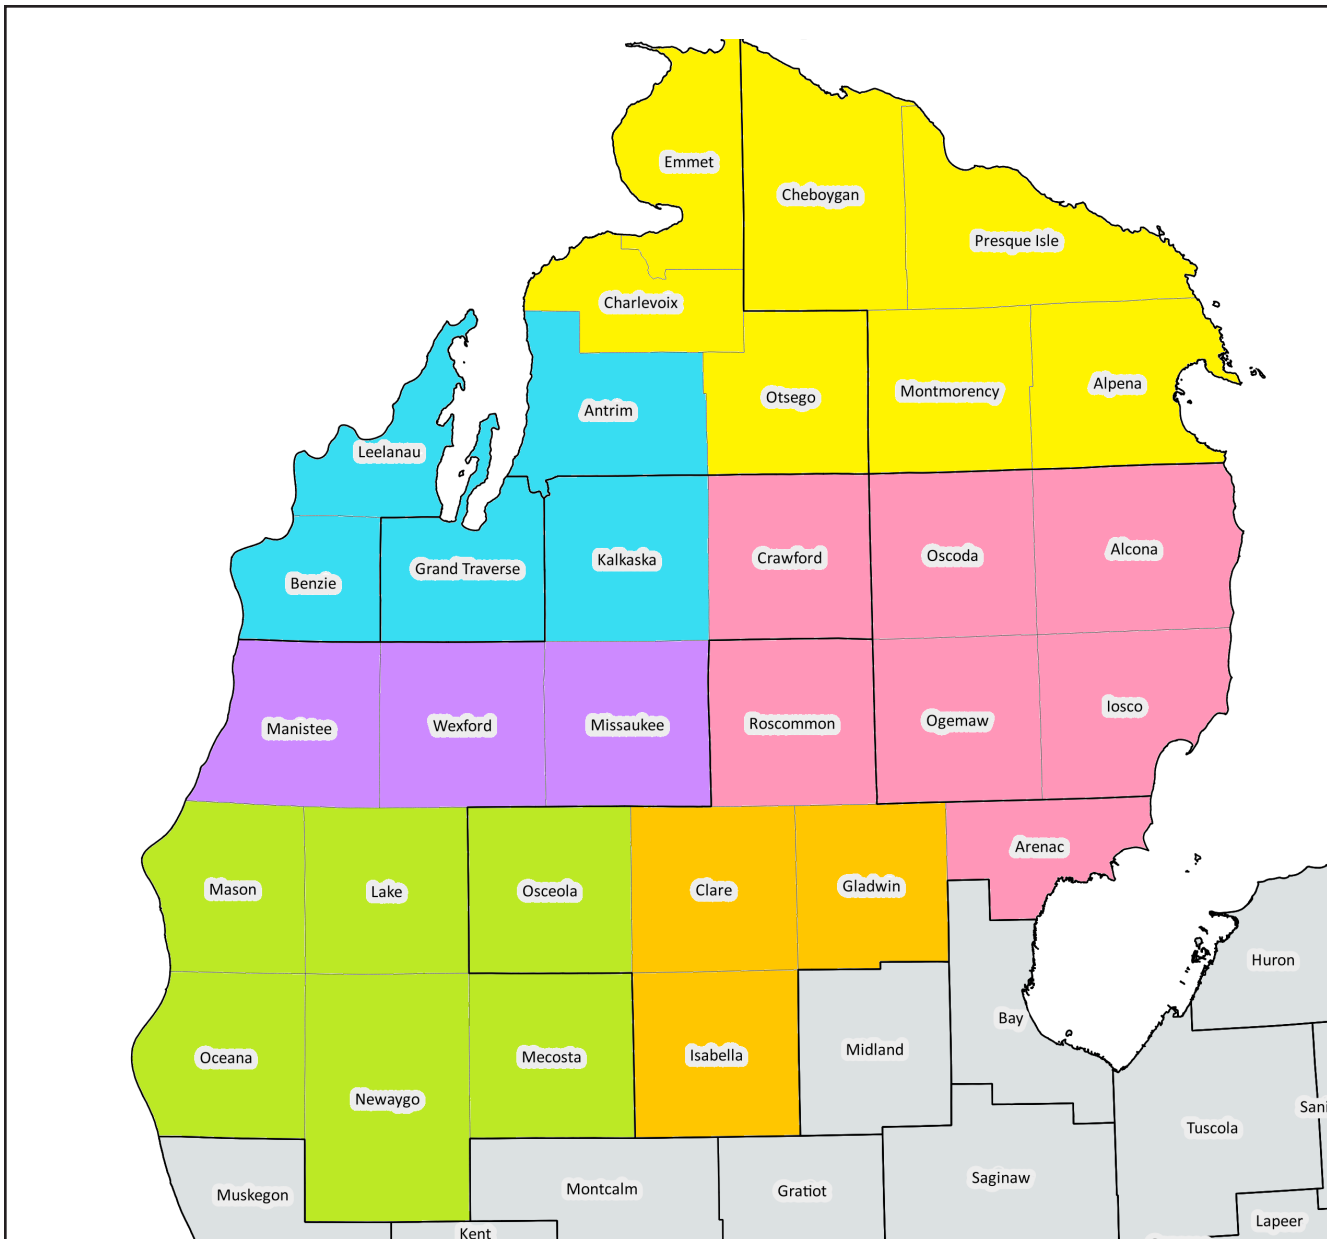 Emmet
Cheboygan
Presque Isle
Charlevoix
Alpena
Montmorency
Otsego
Antrim
Leelanau
Alcona
Oscoda
Crawford
Kalkaska
Grand Traverse
Benzie
Iosco
Ogemaw
Roscommon
Missaukee
Wexford
Manistee
Arenac
Gladwin
Clare
Osceola
Lake
Mason
Huron
Bay
Midland
Isabella
Mecosta
Oceana
Newaygo
Sani
Tuscola
Saginaw
Gratiot
Montcalm
Muskegon
Lapeer
Kent